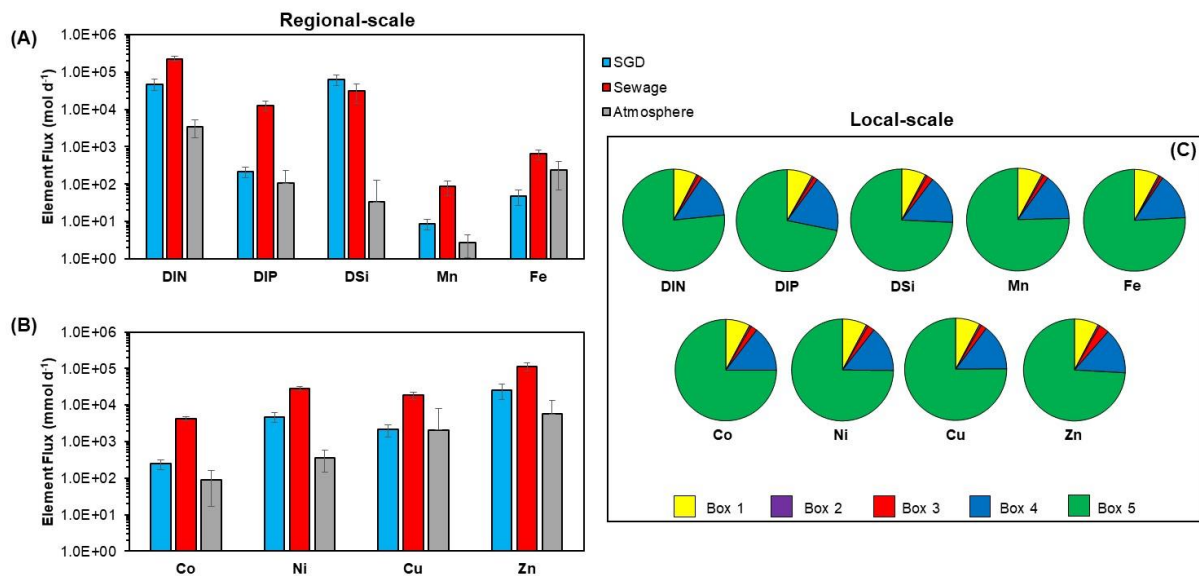 Regional-scale
(A)
Element Flux (mol d⁻¹)
1.0E+06
1.0E+05
1.0E+04
1.0E+03
1.0E+02
1.0E+01
1.0E+00
DIN DIP DSi Mn Fe
SGD
Sewage
Atmosphere
(B)
Element Flux (mmol d⁻¹)
1.0E+06
1.0E+05
1.0E+04
1.0E+03
1.0E+02
1.0E+01
1.0E+00
Co Ni Cu Zn
Local-scale
(C)
DIN DIP DSi Mn Fe
Co Ni Cu Zn
Box 1 Box 2 Box 3 Box 4 Box 5